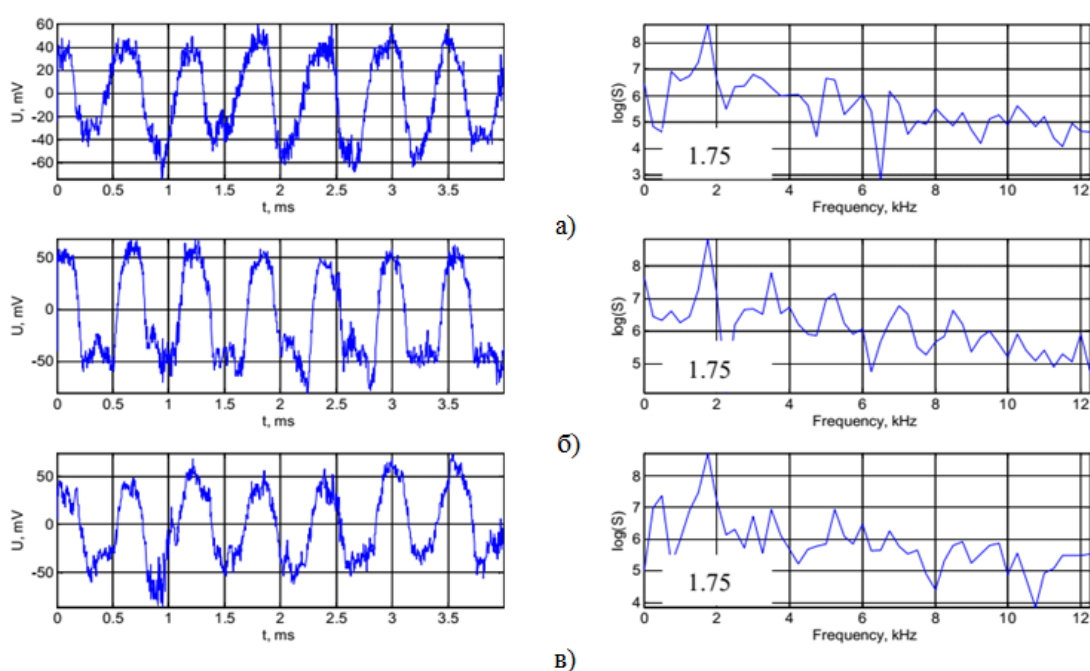 U, mV
60
40
20
0
-20
-40
-60
0 0.5 1 1.5 2 2.5 3 3.5
t, ms
log(S)
8
7
6
5
4
3
1.75
0 2 4 6 8 10 12
Frequency, kHz
а)
U, mV
50
0
-50
0 0.5 1 1.5 2 2.5 3 3.5
t, ms
log(S)
8
7
6
5
1.75
0 2 4 6 8 10 12
Frequency, kHz
б)
U, mV
50
0
-50
0 0.5 1 1.5 2 2.5 3 3.5
t, ms
log(S)
8
7
6
5
4
1.75
0 2 4 6 8 10 12
Frequency, kHz
в)